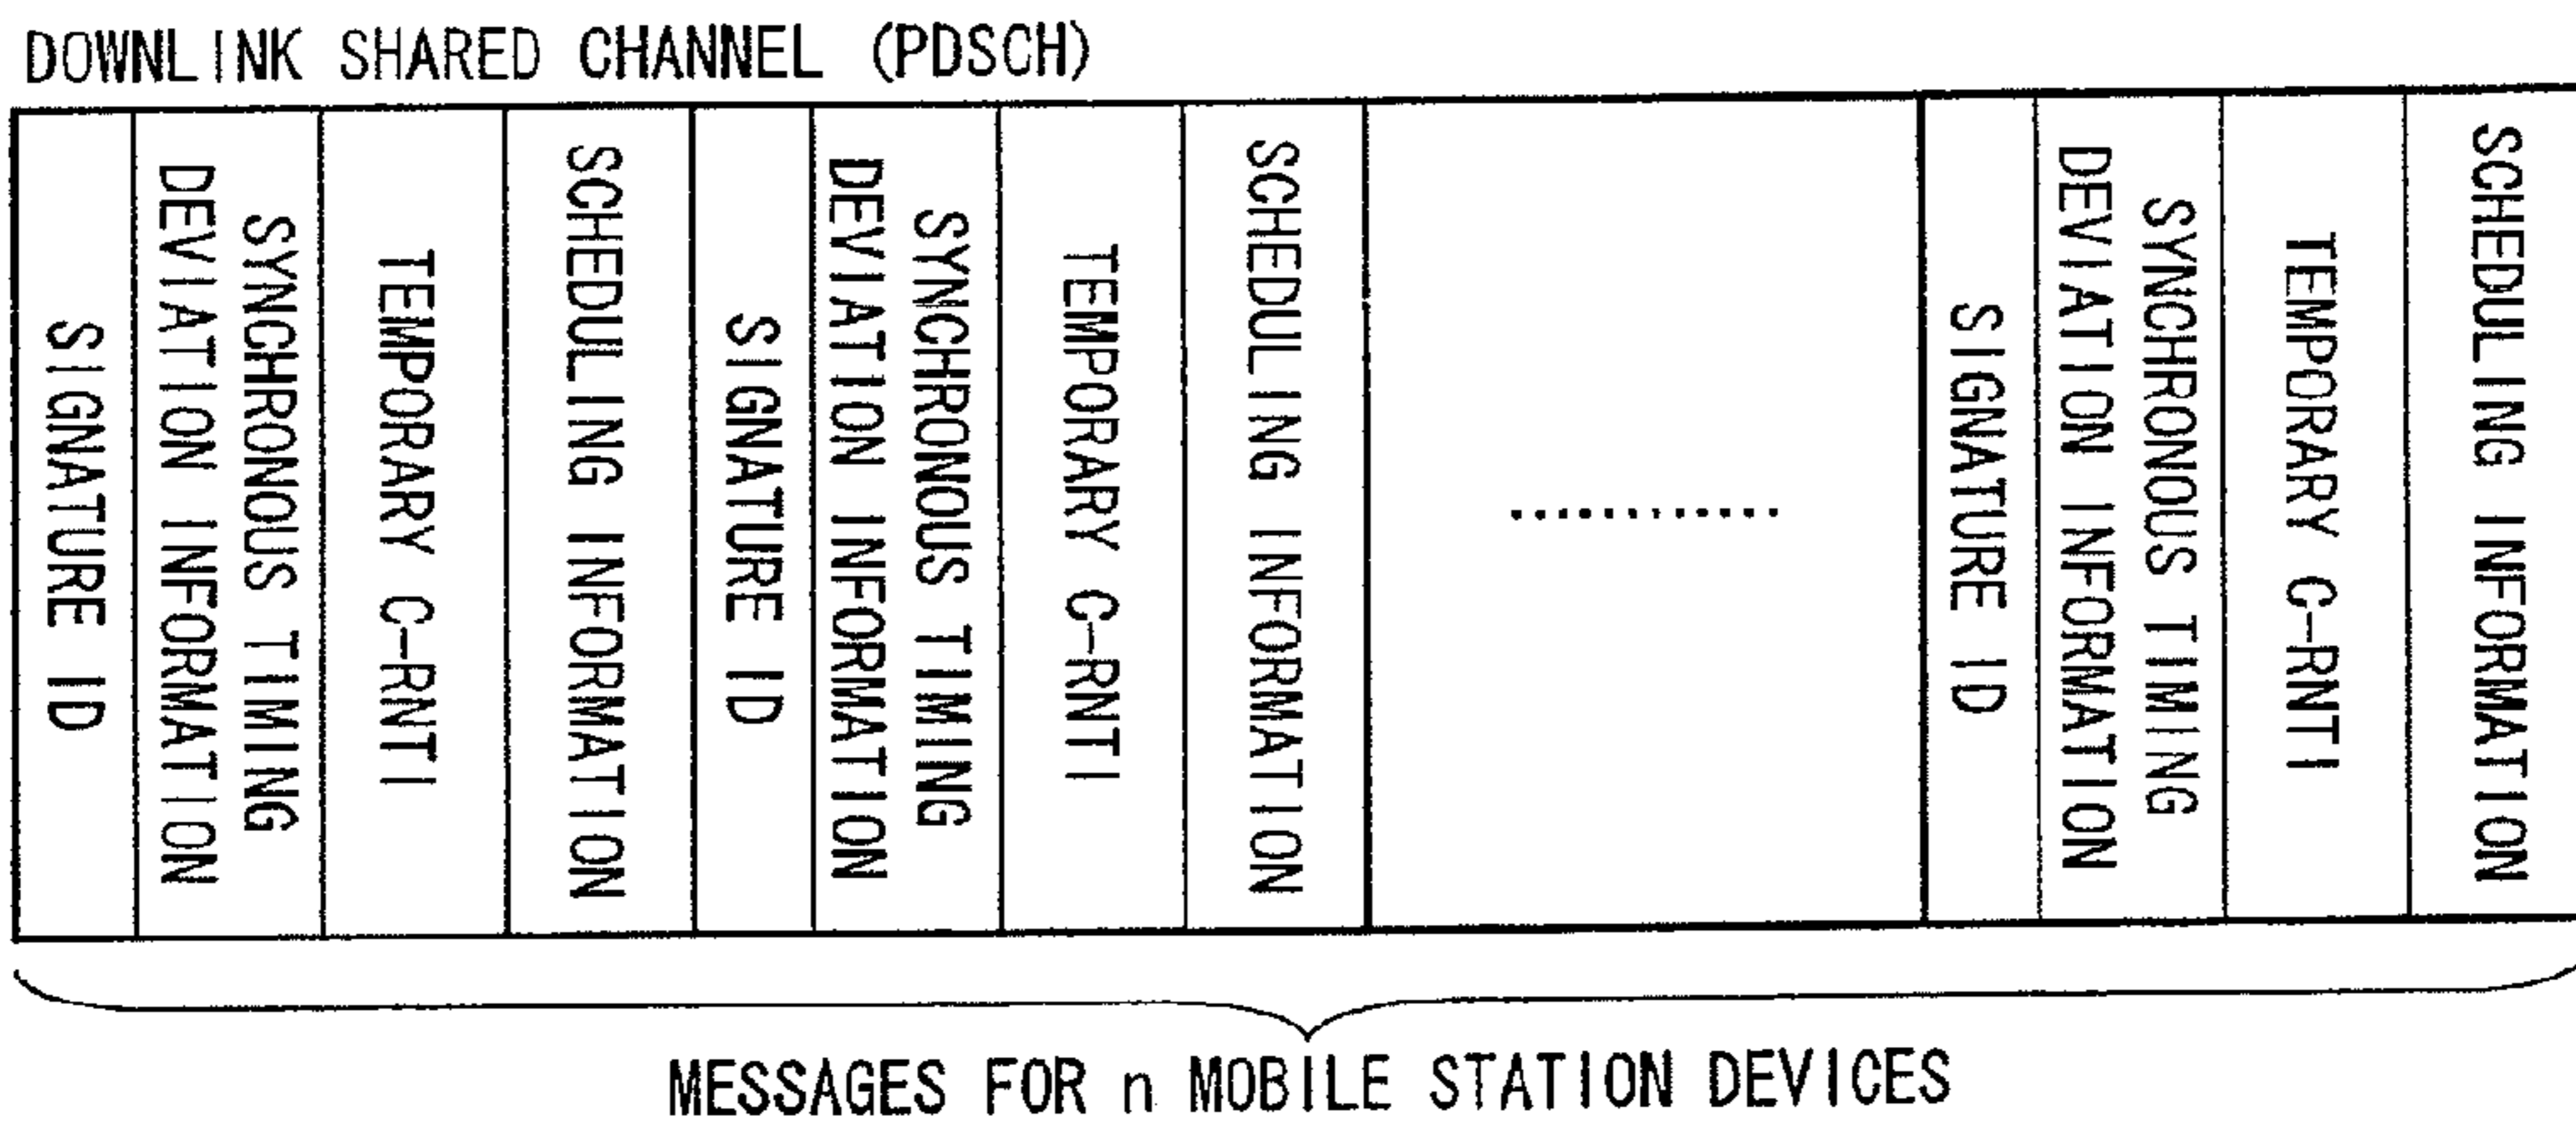 DOWNLINK SHARED CHANNEL (PDSCH)
SIGNATURE ID
SYNCHRONOUS TIMING
DEVIATION INFORMATION
TEMPORARY C-RNTI
SCHEDULING INFORMATION
SIGNATURE ID
SYNCHRONOUS TIMING
DEVIATION INFORMATION
TEMPORARY C-RNTI
SCHEDULING INFORMATION
............
SIGNATURE ID
SYNCHRONOUS TIMING
DEVIATION INFORMATION
TEMPORARY C-RNTI
SCHEDULING INFORMATION
MESSAGES FOR n MOBILE STATION DEVICES